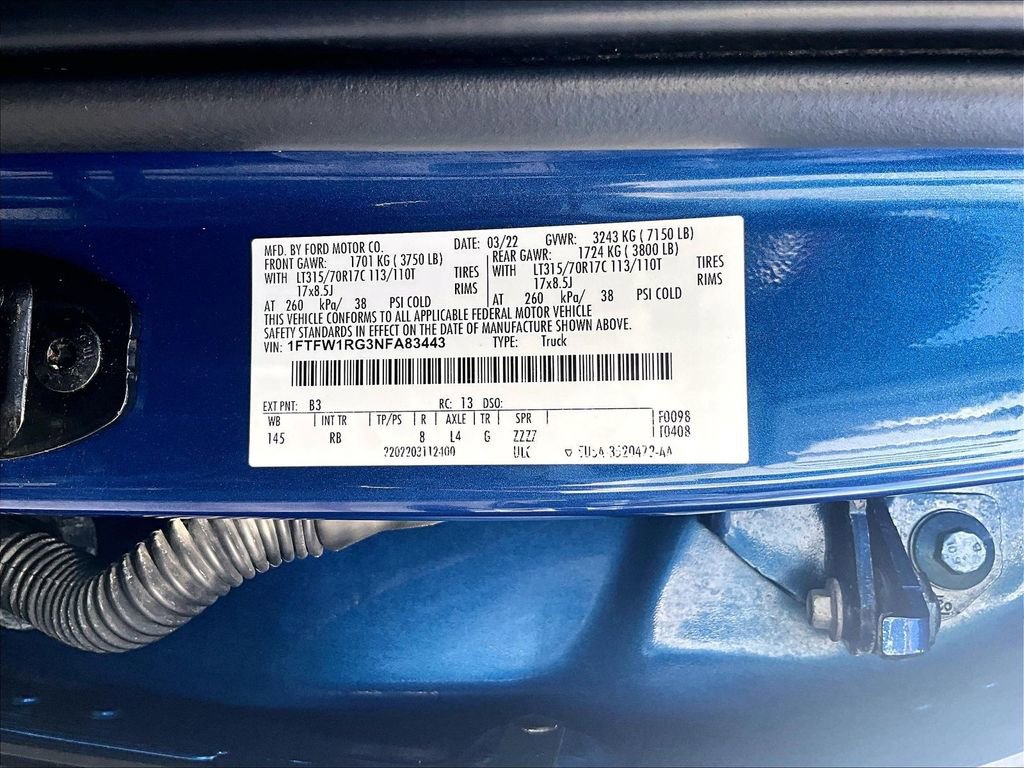 MFD. BY FORD MOTOR CO. DATE: 03/22 GVWR: 3243 KG ( 7150 LB)
FRONT GAWR: 1701 KG ( 3750 LB) REAR GAWR: 1724 KG ( 3800 LB)
WITH LT315/70R17C 113/110T TIRES WITH LT315/70R17C 113/110T TIRES
17x8.5J RIMS 17x8.5J RIMS
AT 260 kPa/ 38 PSI COLD AT 260 kPa/ 38 PSI COLD
THIS VEHICLE CONFORMS TO ALL APPLICABLE FEDERAL MOTOR VEHICLE
SAFETY STANDARDS IN EFFECT ON THE DATE OF MANUFACTURE SHOWN ABOVE.
VIN: 1FTFW1RG3NFA83443 TYPE: Truck
EXT PNT: B3 RC: 13 DSO:
WB INT TR TP/PS R AXLE TR SPR F0098
145 RB 8 L4 G ZZZZ T0408